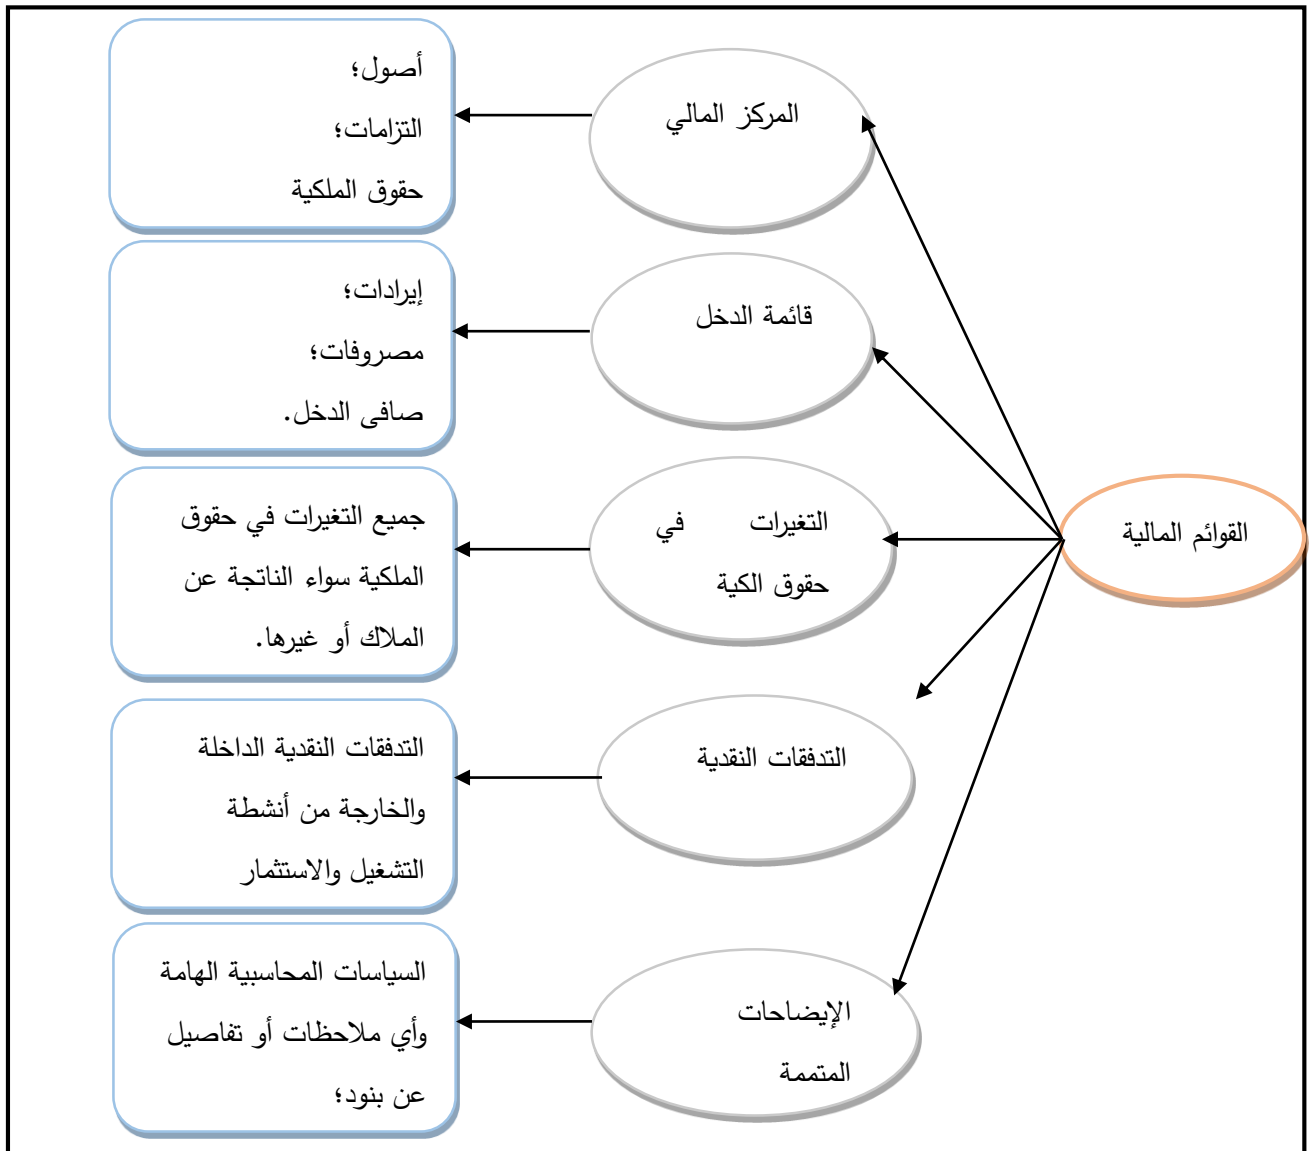 القوائم المالية
المركز المالي
أصول؛
التزامات؛
حقوق الملكية
قائمة الدخل
إيرادات؛
مصروفات؛
صافى الدخل.
التغيرات في
حقوق الكية
جميع التغيرات في حقوق
الملكية سواء الناتجة عن
الملاك أو غيرها.
التدفقات النقدية
التدفقات النقدية الداخلة
والخارجة من أنشطة
التشغيل والاستثمار
الإيضاحات
المتممة
السياسات المحاسبية الهامة
وأي ملاحظات أو تفاصيل
عن بنود؛